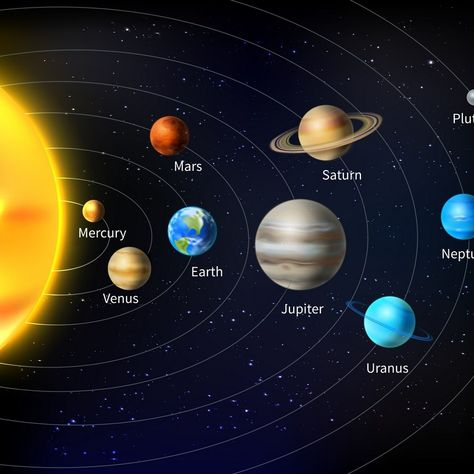 Plut
Mars
Saturn
Mercury
Neptu
Earth
Venus
Jupiter
Uranus